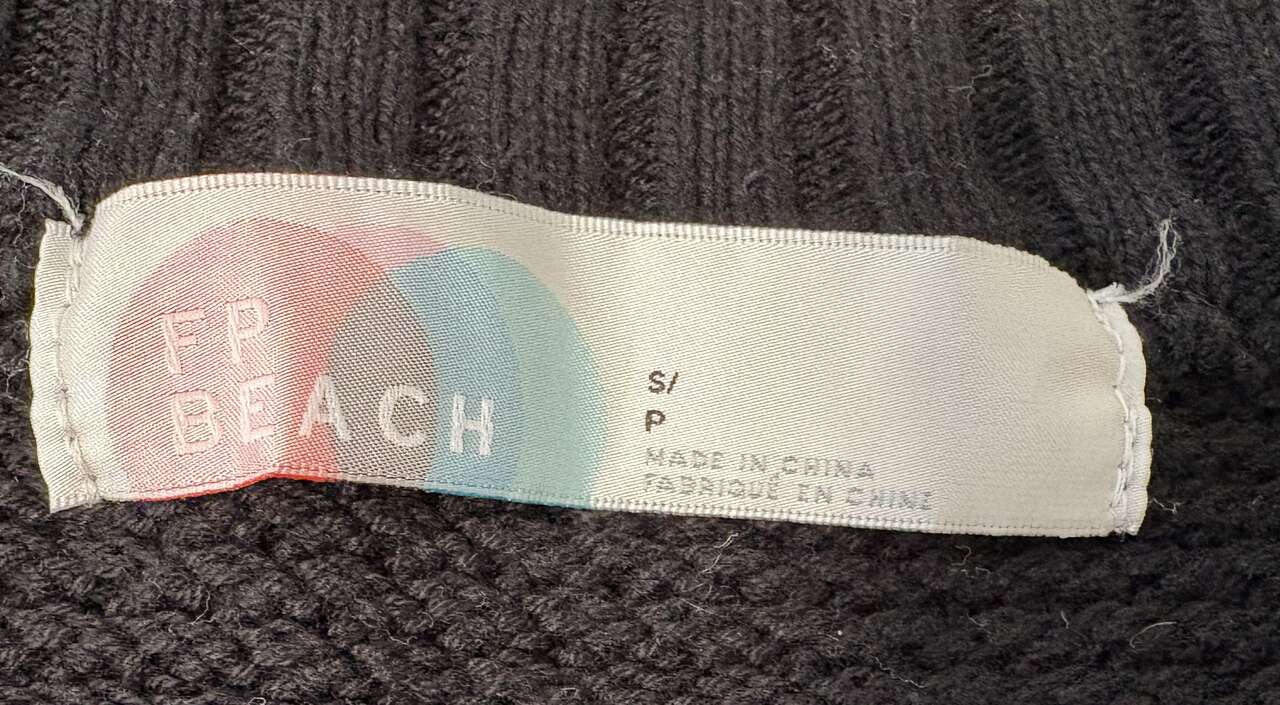 FP
BEACH
S/
P
MADE IN CHINA
FABRIQUÉ EN CHINE